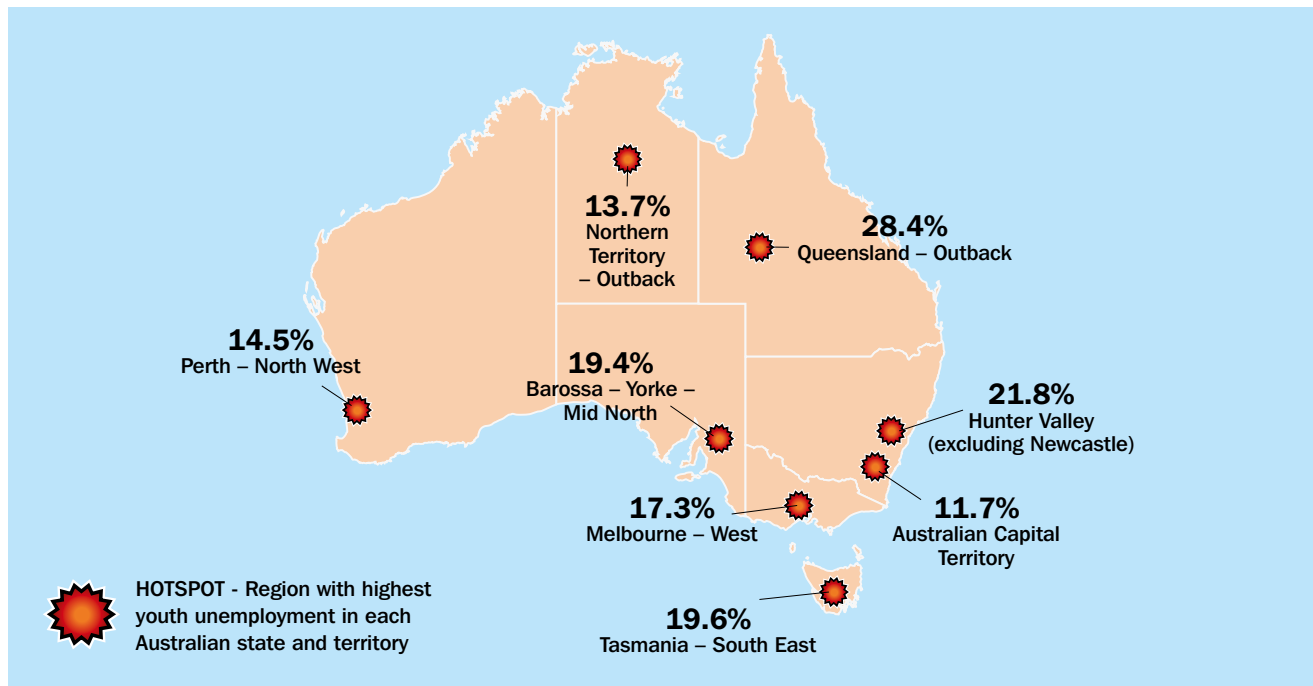 13.7%
Northern
Territory
– Outback
28.4%
Queensland – Outback
14.5%
Perth – North West
19.4%
Barossa – Yorke –
Mid North
21.8%
Hunter Valley
(excluding Newcastle)
17.3%
Melbourne – West
11.7%
Australian Capital
Territory
19.6%
Tasmania – South East
HOTSPOT - Region with highest
youth unemployment in each
Australian state and territory